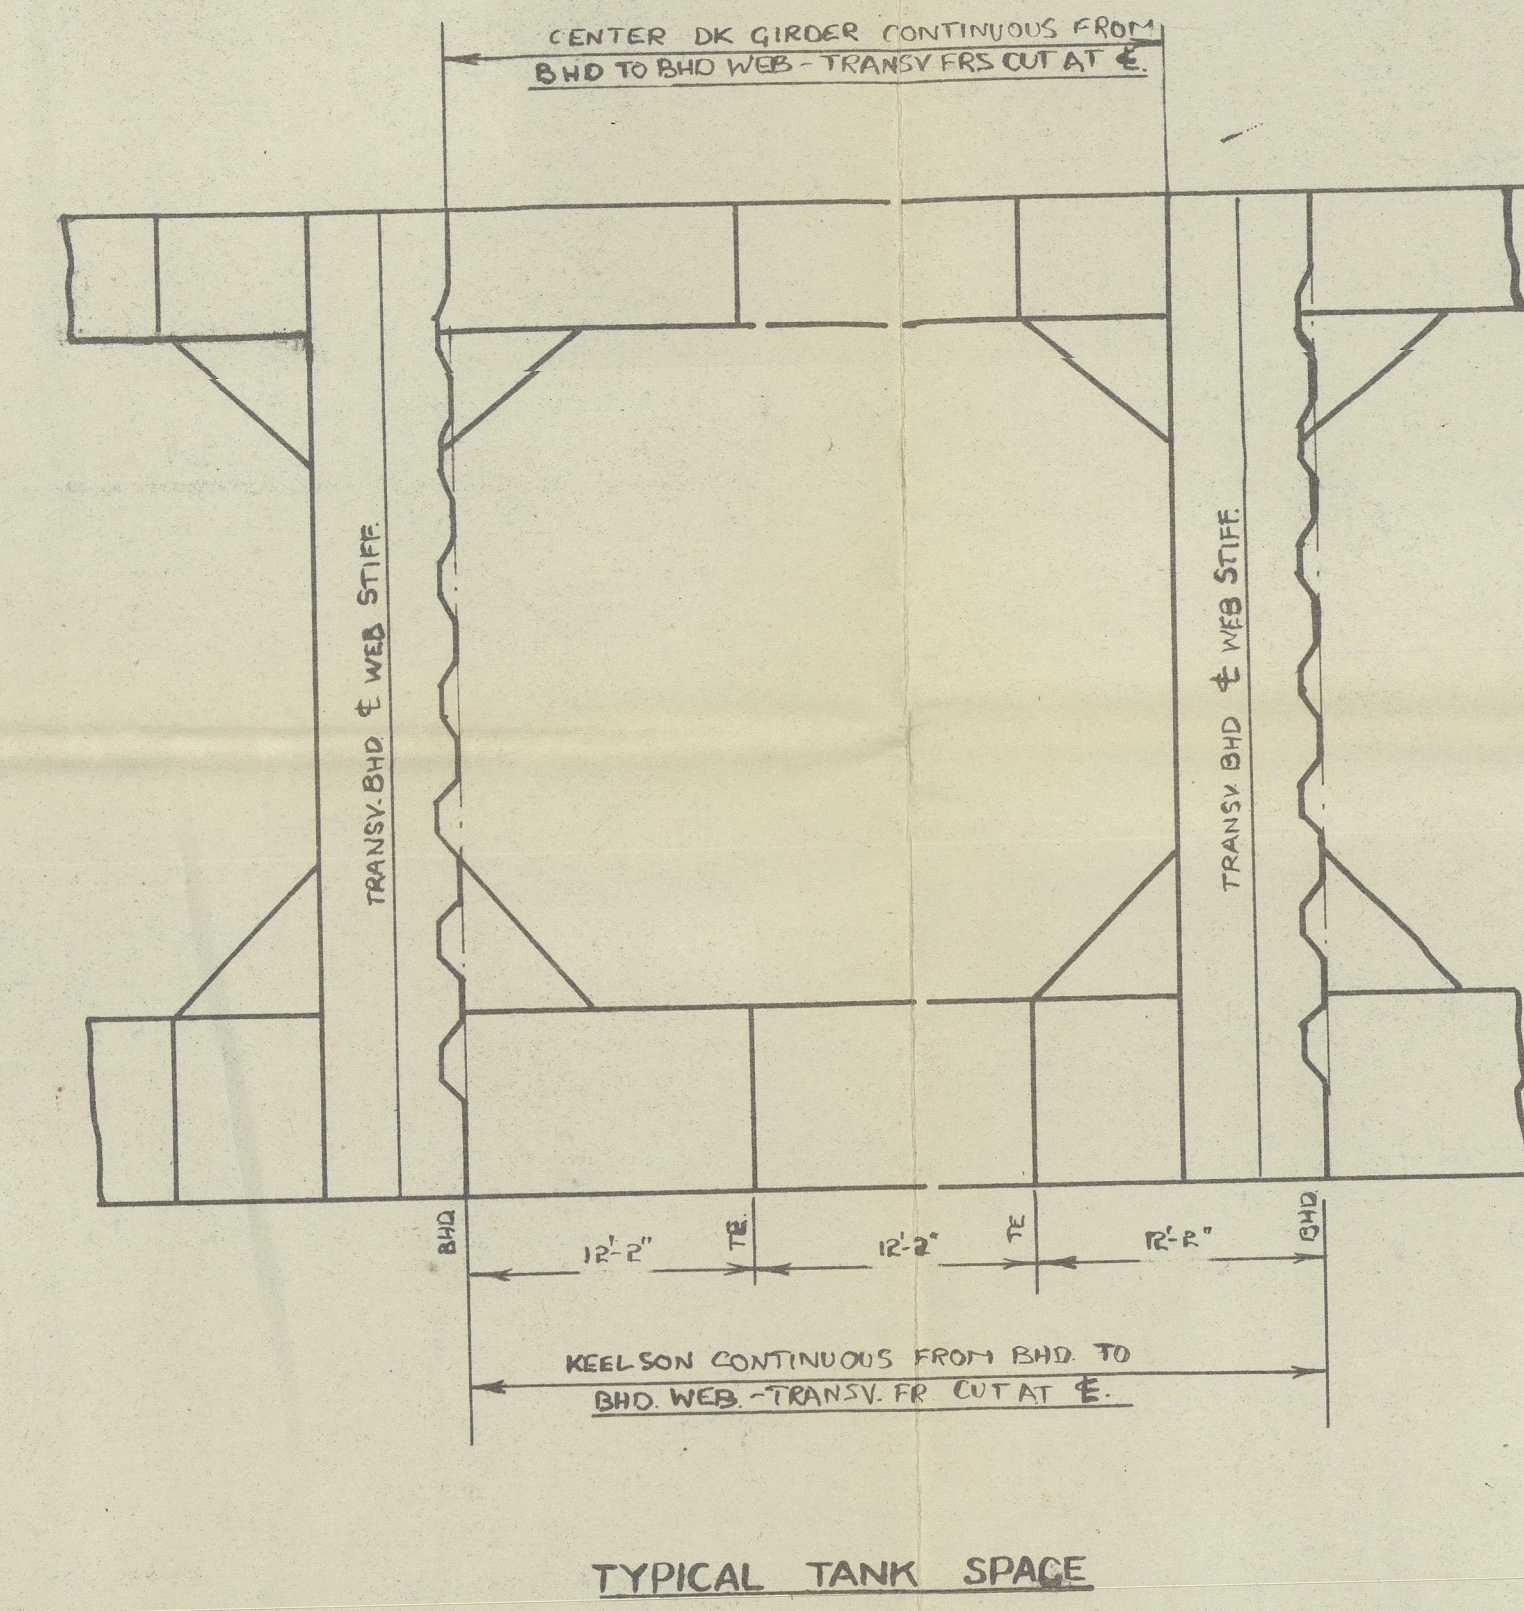 CENTER DK GIRDER CONTINUOUS FROM
BHD TO BHD WEB - TRANSV FRS CUT AT ℄.
TRANSV. BHD ℄ WEB STIFF.
TRANSV. BHD ℄ WEB STIFF.
BHD
12'-2"
TE.
12'-2"
TE
12'-2"
BHD.
KEELSON CONTINUOUS FROM BHD. TO
BHD. WEB. - TRANSV. FR CUT AT ℄.
TYPICAL TANK SPACE